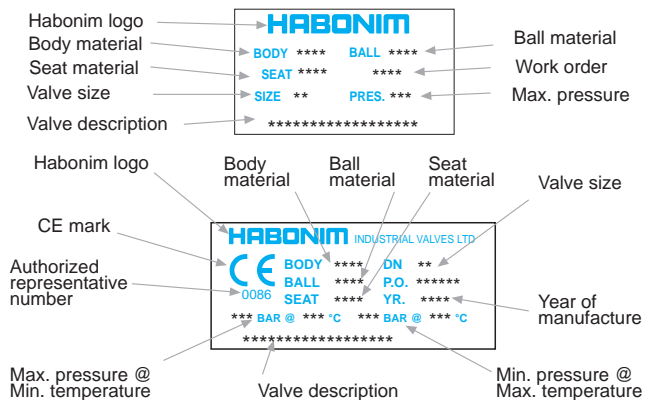 Habonim logo
HABONIM
Body material
BODY **** BALL ****
Ball material
Seat material
SEAT **** ****
Work order
Valve size
SIZE ** PRES. ***
Max. pressure
Valve description
******************
Habonim logo
Body material
Ball material
Seat material
Valve size
CE mark
HABONIM INDUSTRIAL VALVES LTD
CE
BODY **** DN **
Authorized representative number
BALL **** P.O. ******
0086
SEAT **** YR. ****
Year of manufacture
*** BAR @ *** °C *** BAR @ *** °C
******************
Max. pressure @
Min. temperature
Valve description
Min. pressure @
Max. temperature